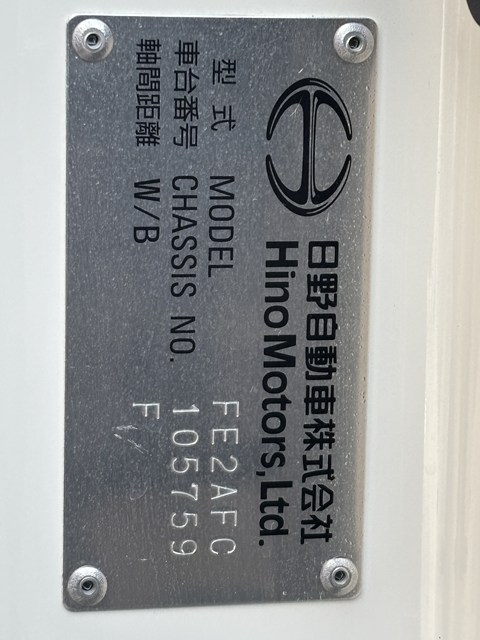 日野自動車株式会社
Hino Motors, Ltd.
型式 MODEL FE2AFC
車台番号 CHASSIS NO. 105759
軸間距離 W/B F